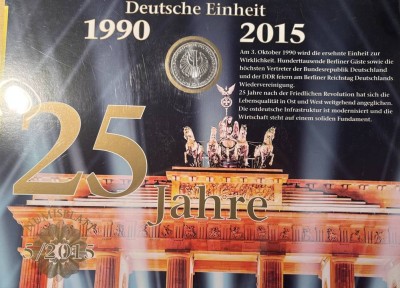 Deutsche Einheit
1990 2015
Am 3. Oktober 1990 wird die ersehnte Einheit zur
Wirklichkeit. Hunderttausende Berliner Gäste sowie die
höchsten Vertreter der Bundesrepublik Deutschland
und der DDR feiern am Berliner Reichstag Deutschlands
Wiedervereinigung.
25 Jahre nach der Friedlichen Revolution hat sich die
Lebensqualität in Ost und West weitgehend angeglichen.
Die ostdeutsche Infrastruktur ist modernisiert und die
Wirtschaft steht auf einem soliden Fundament.
25
Jahre
5/2015